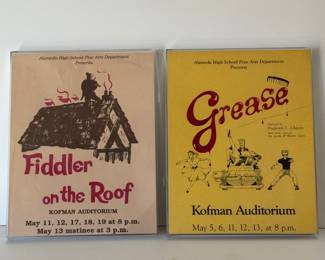 Alameda High School Fine Arts Department
Presents
Fiddler
on the Roof
KOFMAN AUDITORIUM
May 11, 12, 17, 18, 19 at 8 p.m.
May 13 matinee at 3 p.m.
Alameda High School Fine Arts Department
Presents
Grease
Kofman Auditorium
May 5, 6, 11, 12, 13, at 8 p.m.